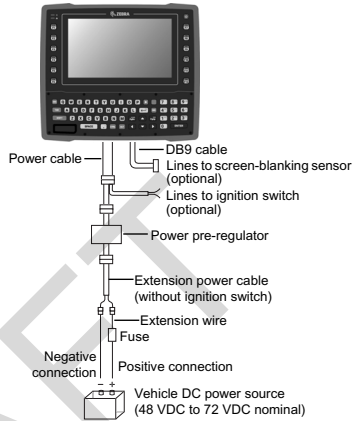 ZEBRA
SPACE
ENTER
DB9 cable
Power cable
Lines to screen-blanking sensor
(optional)
Lines to ignition switch
(optional)
Power pre-regulator
Extension power cable
(without ignition switch)
Extension wire
Fuse
Negative
connection
Positive connection
– +
Vehicle DC power source
(48 VDC to 72 VDC nominal)